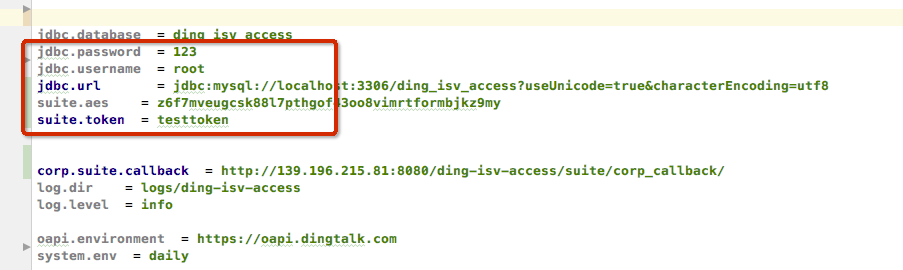 jdbc.database = ding_isv_access
jdbc.password = 123
jdbc.username = root
jdbc.url = jdbc:mysql://localhost:3306/ding_isv_access?useUnicode=true&characterEncoding=utf8
suite.aes = z6f7mveugcsk88l7pthgof43oo8vimrtformbjkz9my
suite.token = testtoken
corp.suite.callback = http://139.196.215.81:8080/ding-isv-access/suite/corp_callback/
log.dir = logs/ding-isv-access
log.level = info
oapi.environment = https://oapi.dingtalk.com
system.env = daily